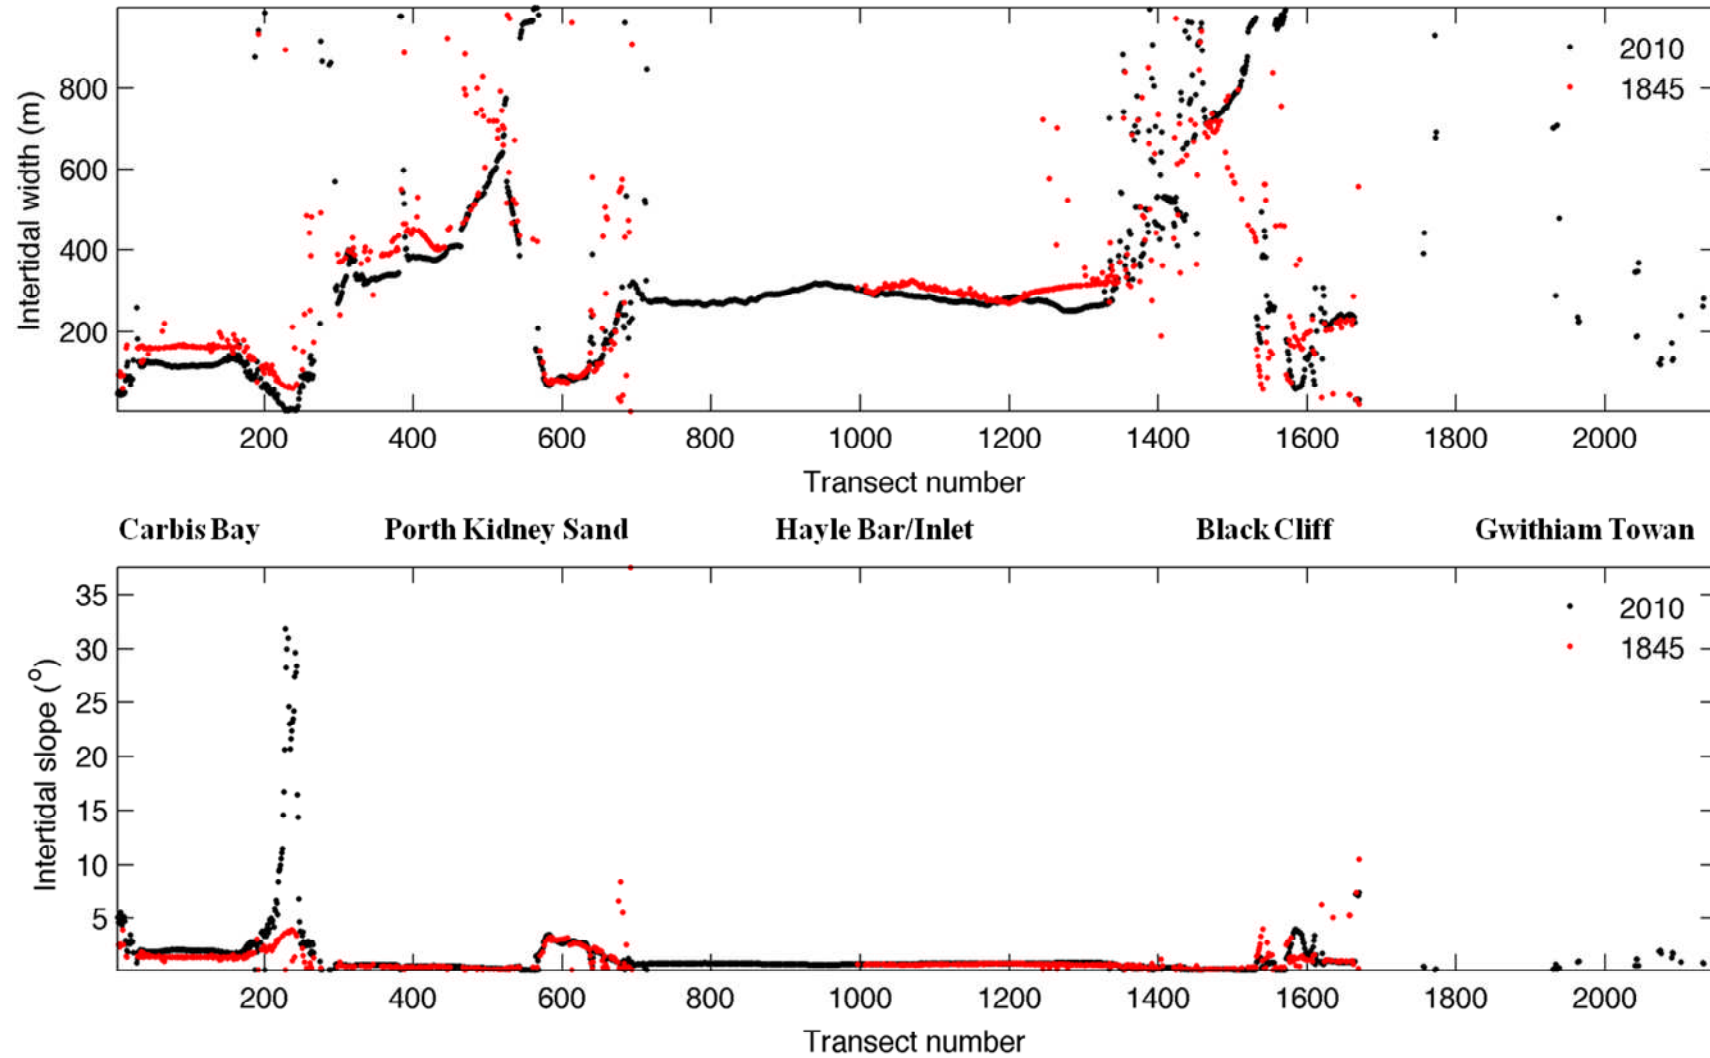 2010
1845
800
600
400
200
Intertidal width (m)
200 400 600 800 1000 1200 1400 1600 1800 2000
Transect number
Carbis Bay Porth Kidney Sand Hayle Bar/Inlet Black Cliff Gwithiam Towan
2010
1845
35
30
25
20
15
10
5
Intertidal slope (°)
200 400 600 800 1000 1200 1400 1600 1800 2000
Transect number